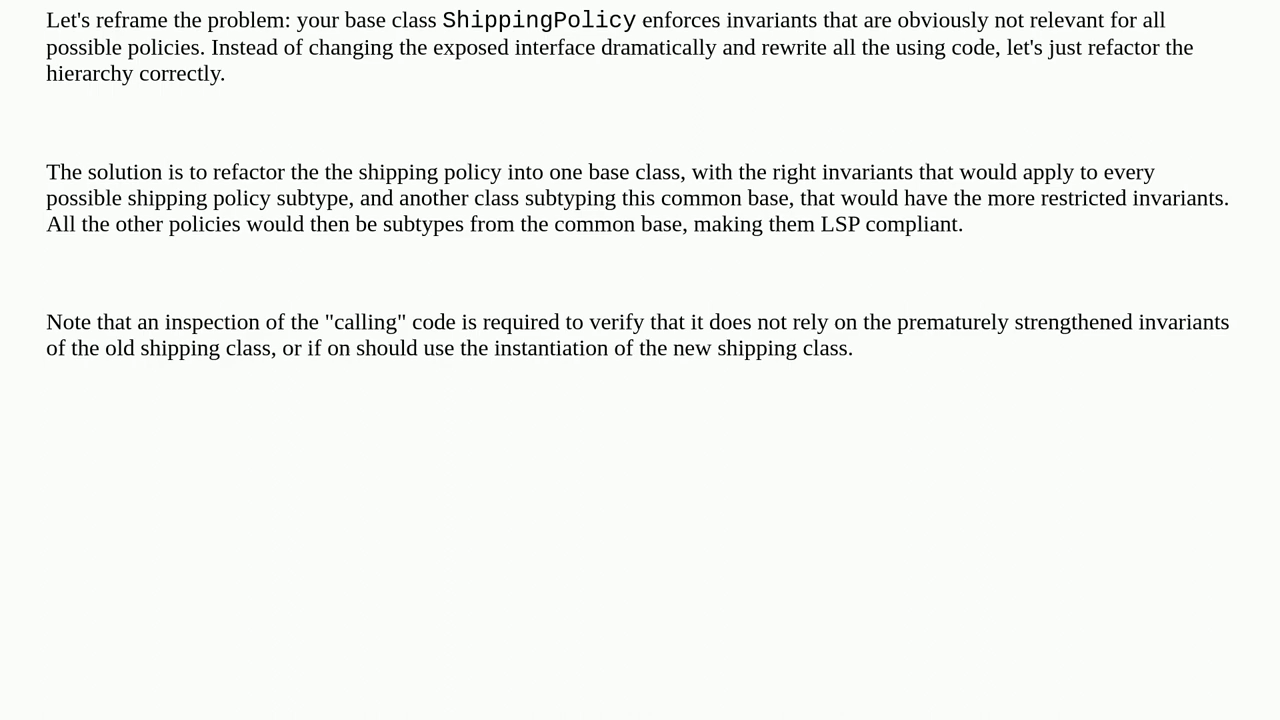 Let's reframe the problem: your base class ShippingPolicy enforces invariants that are obviously not relevant for all
possible policies. Instead of changing the exposed interface dramatically and rewrite all the using code, let's just refactor the
hierarchy correctly.
The solution is to refactor the the shipping policy into one base class, with the right invariants that would apply to every
possible shipping policy subtype, and another class subtyping this common base, that would have the more restricted invariants.
All the other policies would then be subtypes from the common base, making them LSP compliant.
Note that an inspection of the "calling" code is required to verify that it does not rely on the prematurely strengthened invariants
of the old shipping class, or if on should use the instantiation of the new shipping class.